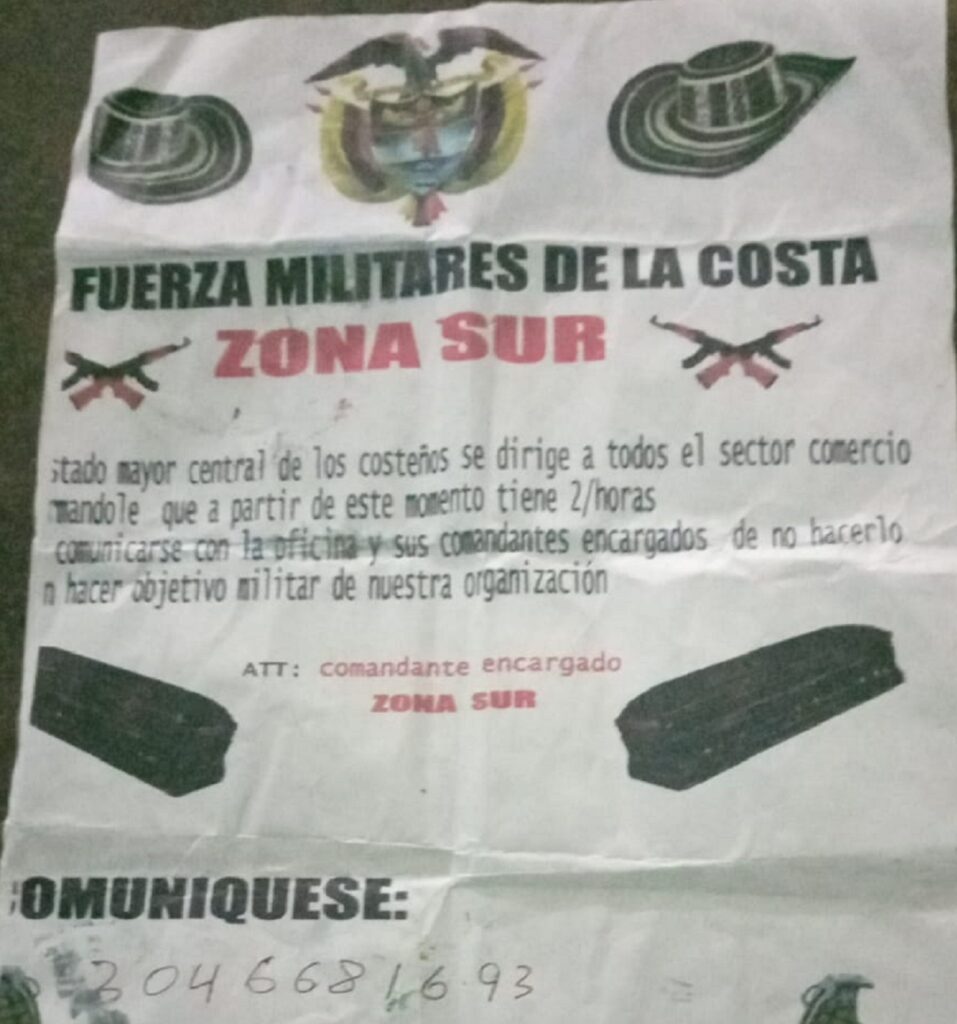 FUERZA MILITARES DE LA COSTA
ZONA SUR
stado mayor central de los costeños se dirige a todos el sector comercio
mandole que a partir de este momento tiene 2/horas
comunicarse con la oficina y sus comandantes encargados de no hacerlo
n hacer objetivo militar de nuestra organización
ATT: comandante encargado
ZONA SUR
OMUNIQUESE:
3046681693